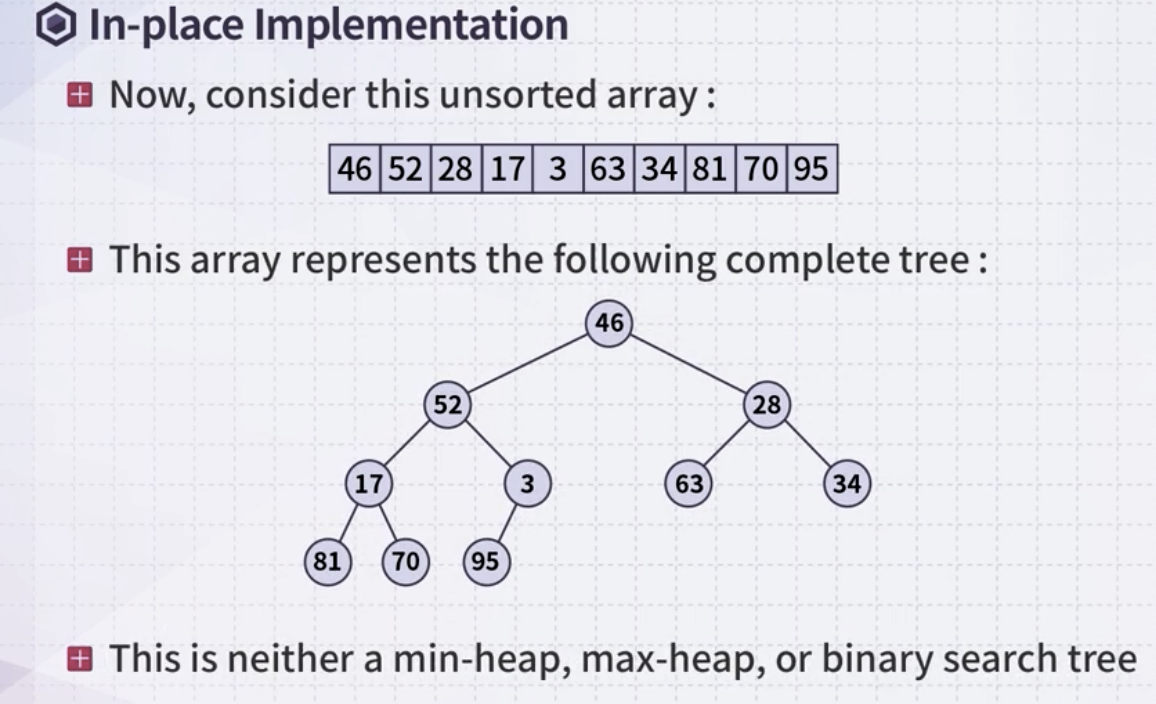 In-place Implementation
Now, consider this unsorted array :
46 52 28 17 3 63 34 81 70 95
This array represents the following complete tree :
46
52 28
17 3 63 34
81 70 95
This is neither a min-heap, max-heap, or binary search tree